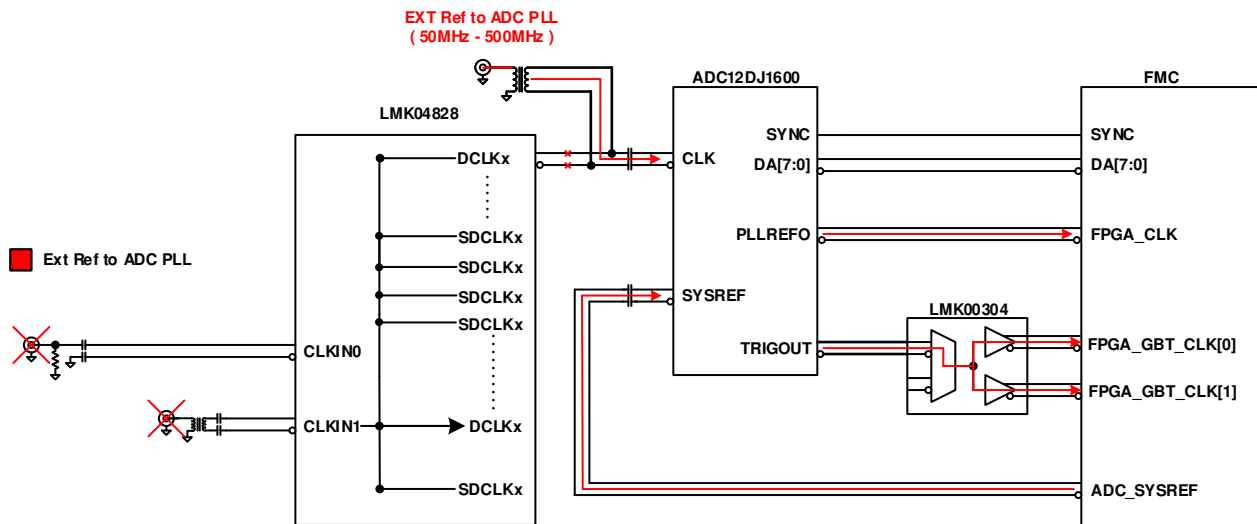 EXT Ref to ADC PLL
( 50MHz - 500MHz )
ADC12DJ1600
FMC
LMK04828
SYNC
SYNC
DCLKx
CLK
DA[7:0]
DA[7:0]
SDCLKx
PLLREFO
FPGA_CLK
Ext Ref to ADC PLL
SDCLKx
SDCLKx
SYSREF
LMK00304
SDCLKx
CLKIN0
TRIGOUT
FPGA_GBT_CLK[0]
FPGA_GBT_CLK[1]
CLKIN1
DCLKx
SDCLKx
ADC_SYSREF